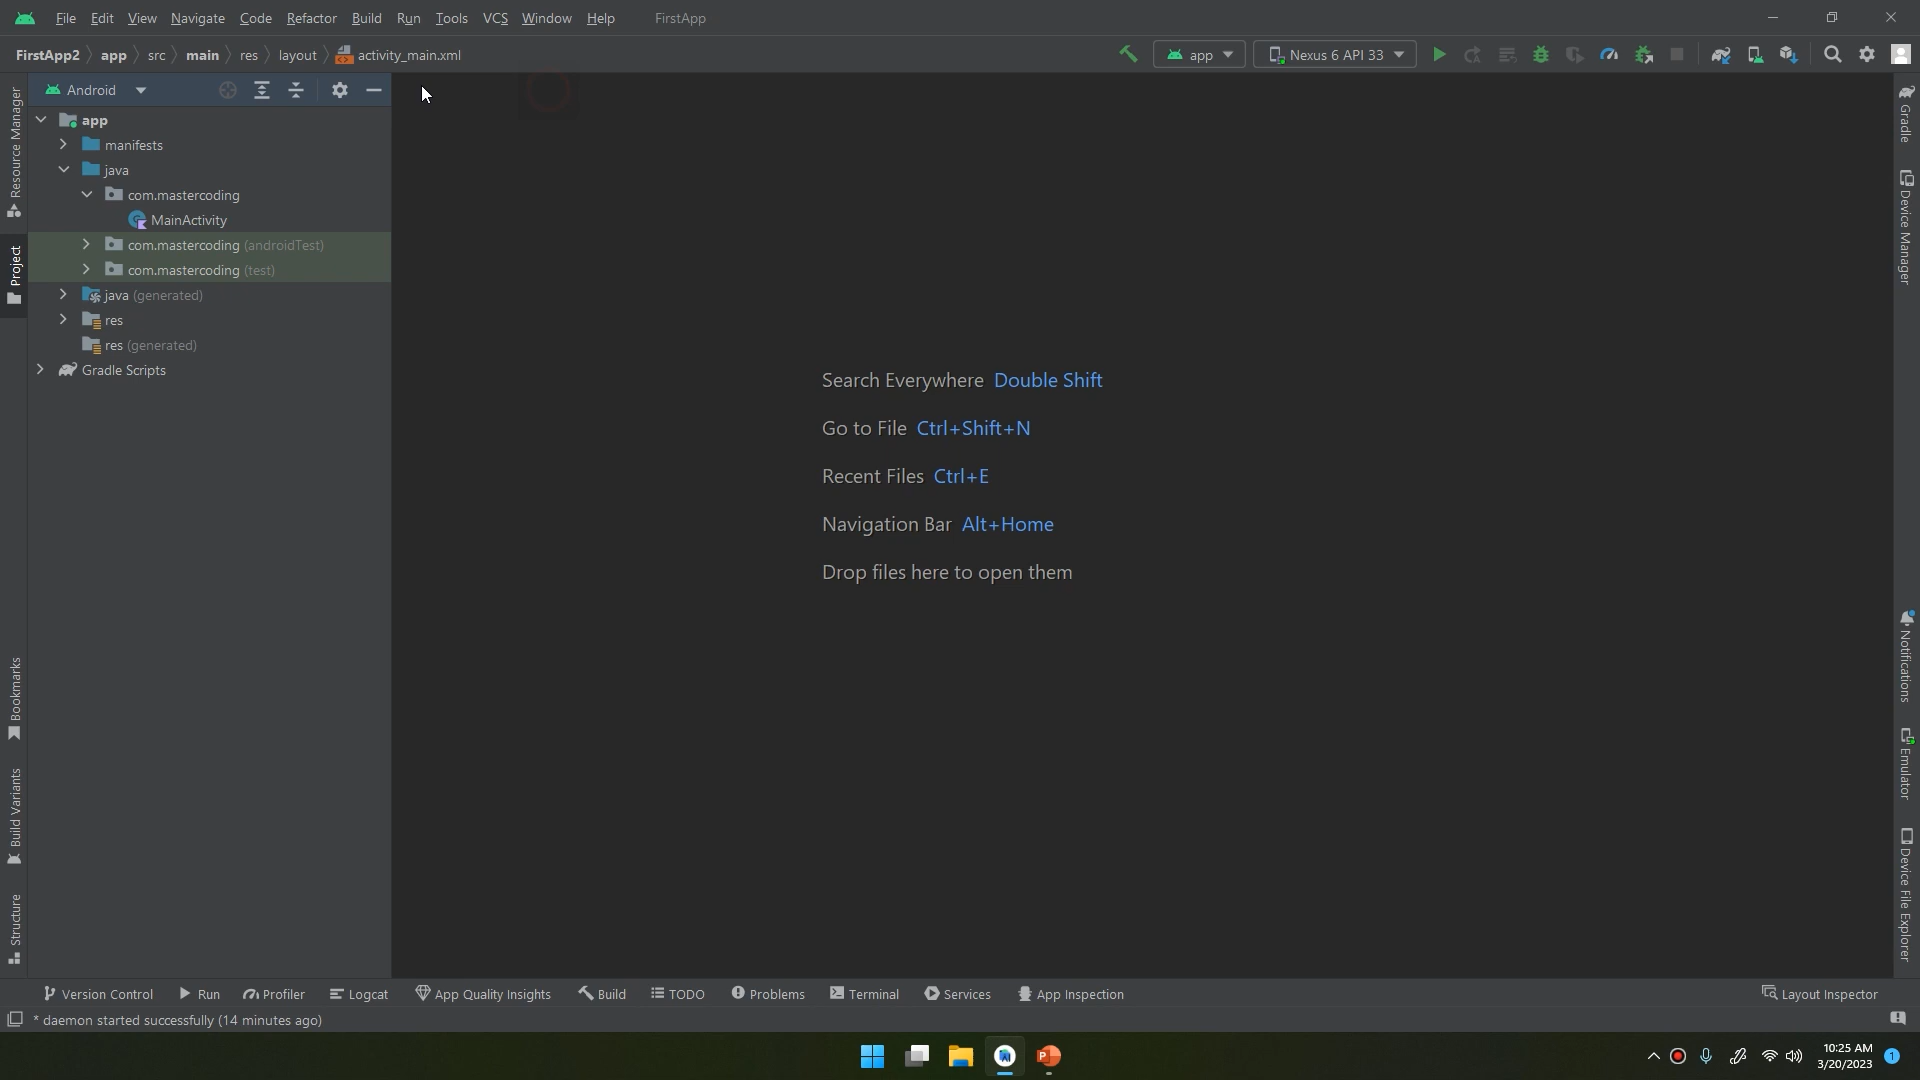 File Edit View Navigate Code Refactor Build Run Tools VCS Window Help FirstApp
FirstApp2 app src main res layout activity_main.xml app Nexus 6 API 33
Android
app
manifests
java
com.mastercoding
MainActivity
com.mastercoding (androidTest)
com.mastercoding (test)
java (generated)
res
res (generated)
Gradle Scripts
Resource Manager
Project
Bookmarks
Build Variants
Structure
Search Everywhere Double Shift
Go to File Ctrl+Shift+N
Recent Files Ctrl+E
Navigation Bar Alt+Home
Drop files here to open them
Gradle
Device Manager
Notifications
Emulator
Device File Explorer
Version Control Run Profiler Logcat App Quality Insights Build TODO Problems Terminal Services App Inspection Layout Inspector
* daemon started successfully (14 minutes ago)
10:25 AM
3/20/2023
1